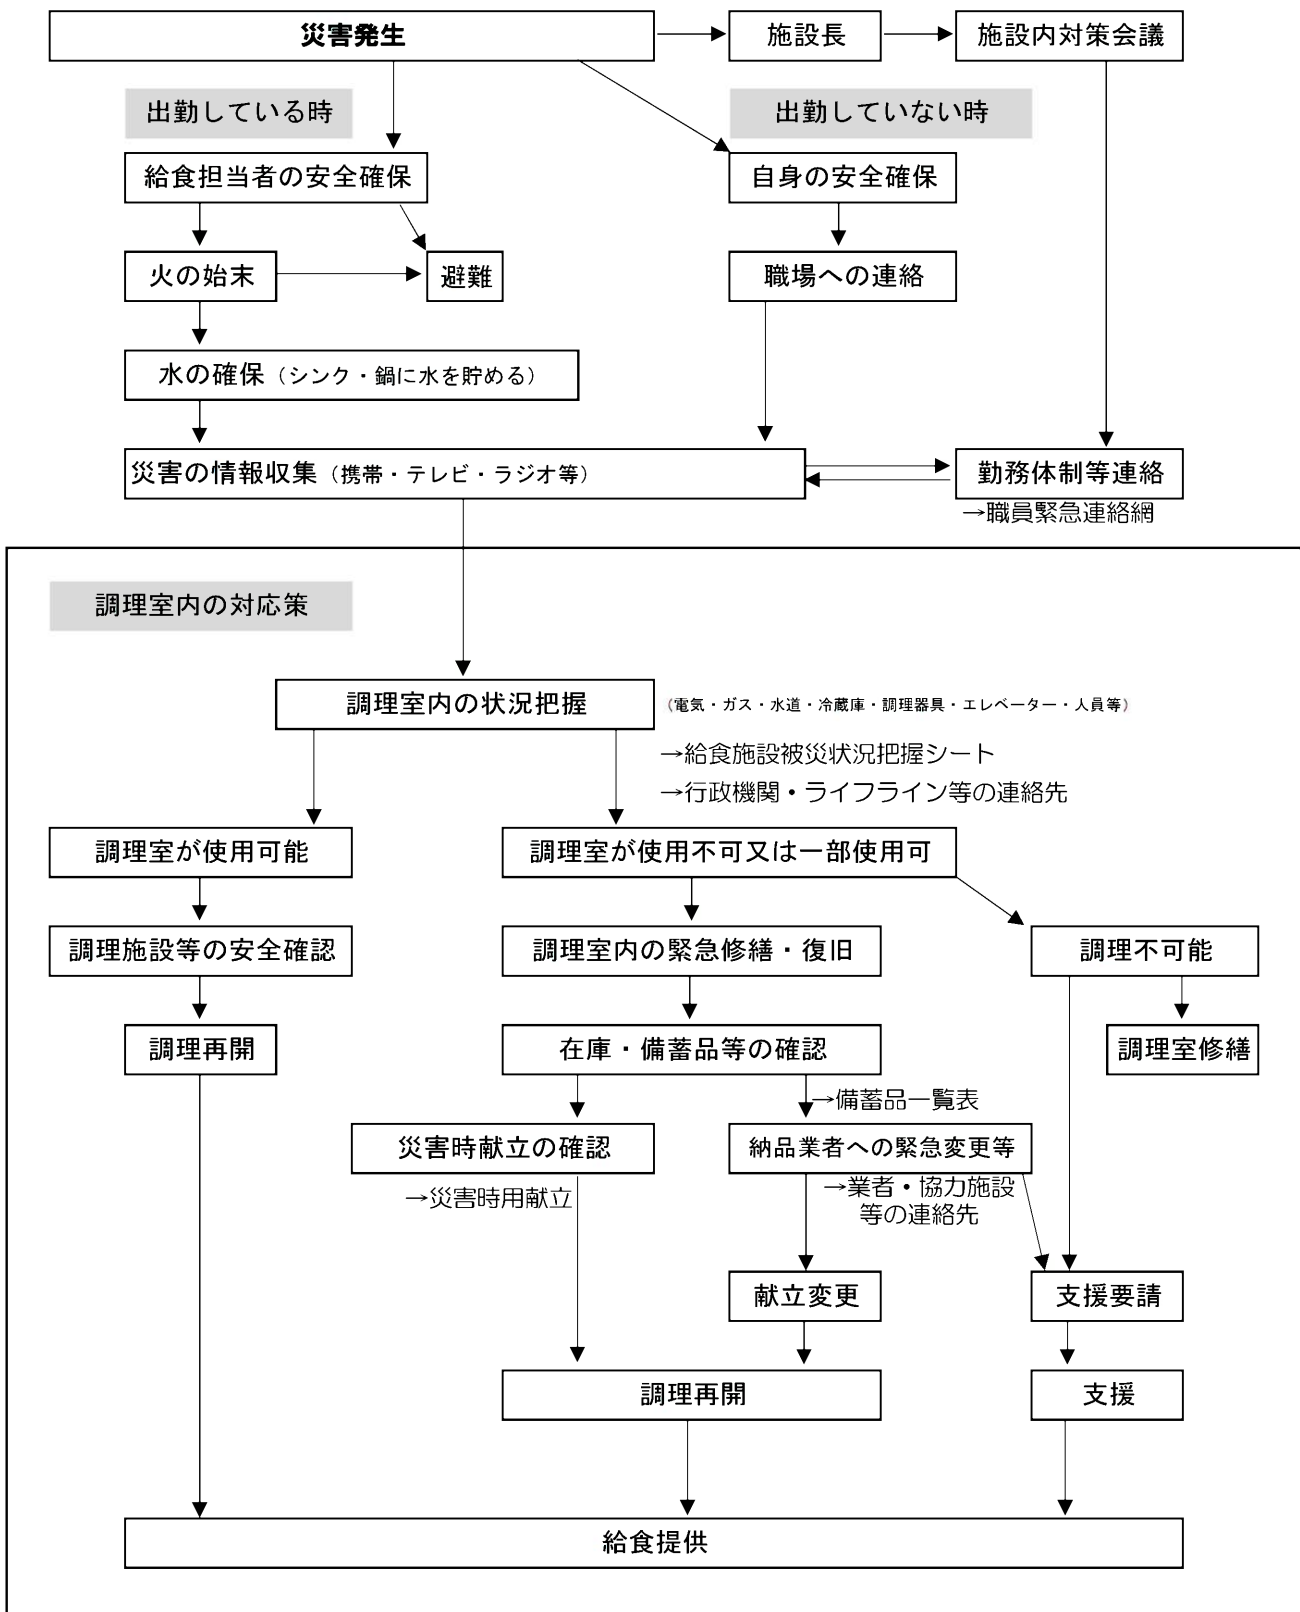 災害発生
施設長
施設内対策会議
出勤している時
出勤していない時
給食担当者の安全確保
自身の安全確保
火の始末
避難
職場への連絡
水の確保（シンク・鍋に水を貯める）
災害の情報収集（携帯・テレビ・ラジオ等）
勤務体制等連絡
→職員緊急連絡網
調理室内の対応策
調理室内の状況把握
（電気・ガス・水道・冷蔵庫・調理器具・エレベーター・人員等）
→給食施設被災状況把握シート
→行政機関・ライフライン等の連絡先
調理室が使用可能
調理室が使用不可又は一部使用可
調理施設等の安全確認
調理室内の緊急修繕・復旧
調理不可能
調理再開
在庫・備蓄品等の確認
調理室修繕
→備蓄品一覧表
災害時献立の確認
納品業者への緊急変更等
→災害時用献立
→業者・協力施設
等の連絡先
献立変更
支援要請
調理再開
支援
給食提供